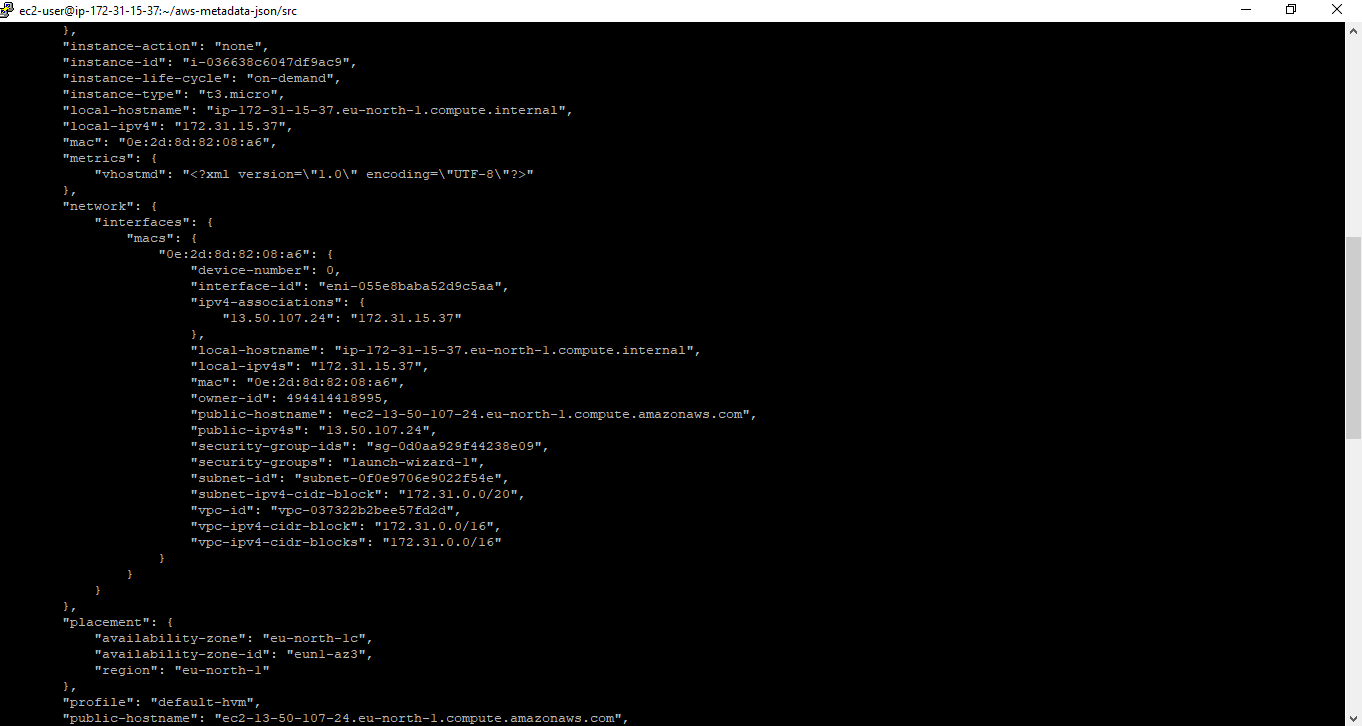 ec2-user@ip-172-31-15-37:~/aws-metadata-json/src
},
"instance-action": "none",
"instance-id": "i-036638c6047df9ac9",
"instance-life-cycle": "on-demand",
"instance-type": "t3.micro",
"local-hostname": "ip-172-31-15-37.eu-north-1.compute.internal",
"local-ipv4": "172.31.15.37",
"mac": "0e:2d:8d:82:08:a6",
"metrics": {
"vhostmd": "<?xml version=\"1.0\" encoding=\"UTF-8\"?>"
},
"network": {
"interfaces": {
"macs": {
"0e:2d:8d:82:08:a6": {
"device-number": 0,
"interface-id": "eni-055e8baba52d9c5aa",
"ipv4-associations": {
"13.50.107.24": "172.31.15.37"
},
"local-hostname": "ip-172-31-15-37.eu-north-1.compute.internal",
"local-ipv4s": "172.31.15.37",
"mac": "0e:2d:8d:82:08:a6",
"owner-id": 494414418995,
"public-hostname": "ec2-13-50-107-24.eu-north-1.compute.amazonaws.com",
"public-ipv4s": "13.50.107.24",
"security-group-ids": "sg-0d0aa929f44238e09",
"security-groups": "launch-wizard-1",
"subnet-id": "subnet-0f0e9706e9022f54e",
"subnet-ipv4-cidr-block": "172.31.0.0/20",
"vpc-id": "vpc-037322b2bee57fd2d",
"vpc-ipv4-cidr-block": "172.31.0.0/16",
"vpc-ipv4-cidr-blocks": "172.31.0.0/16"
}
}
}
},
"placement": {
"availability-zone": "eu-north-1c",
"availability-zone-id": "eun1-az3",
"region": "eu-north-1"
},
"profile": "default-hvm",
"public-hostname": "ec2-13-50-107-24.eu-north-1.compute.amazonaws.com",